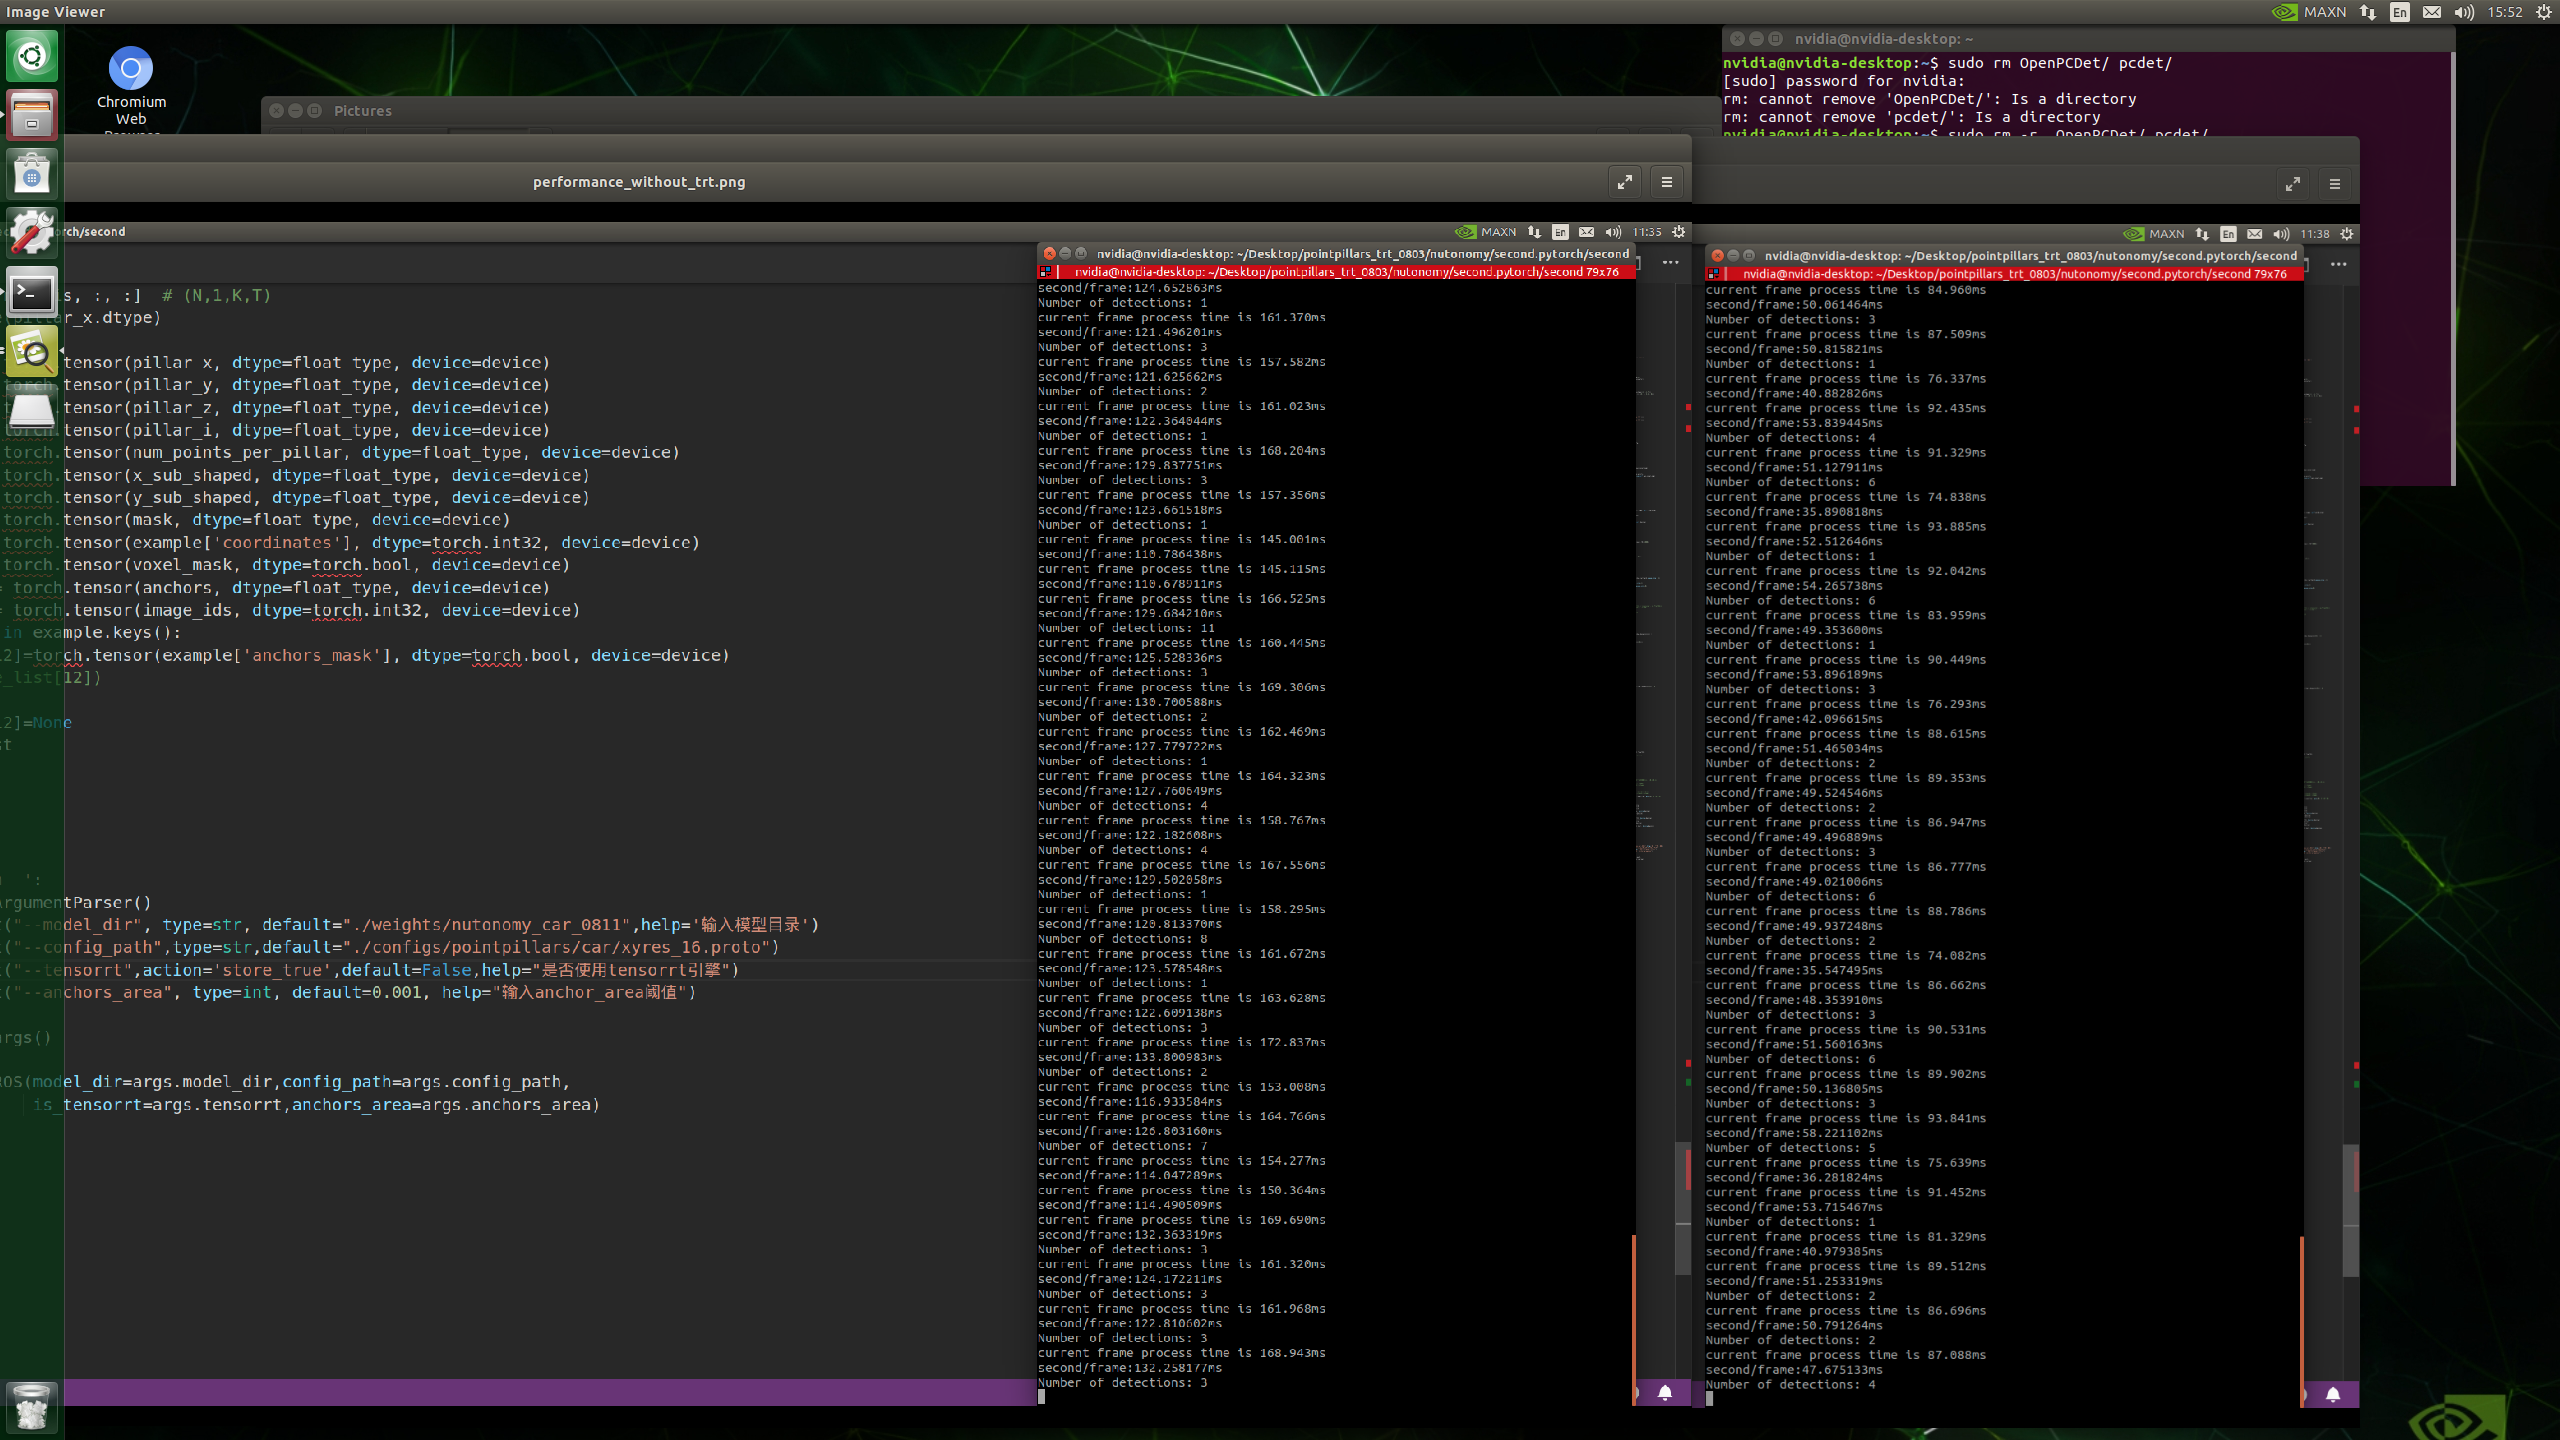 Image Viewer
MAXN
En
15:52
Chromium
Web
Pictures
nvidia@nvidia-desktop: ~
nvidia@nvidia-desktop:~$ sudo rm OpenPCDet/ pcdet/
[sudo] password for nvidia:
rm: cannot remove 'OpenPCDet/': Is a directory
rm: cannot remove 'pcdet/': Is a directory
nvidia@nvidia-desktop:~$ sudo rm -r OpenPCDet/ pcdet/
performance_without_trt.png
torch/second
is, :, :]  # (N,1,K,T)
(pillar_x.dtype)
tensor(pillar_x, dtype=float_type, device=device)
tensor(pillar_y, dtype=float_type, device=device)
tensor(pillar_z, dtype=float_type, device=device)
torch.tensor(pillar_i, dtype=float_type, device=device)
torch.tensor(num_points_per_pillar, dtype=float_type, device=device)
torch.tensor(x_sub_shaped, dtype=float_type, device=device)
torch.tensor(y_sub_shaped, dtype=float_type, device=device)
torch.tensor(mask, dtype=float_type, device=device)
torch.tensor(example['coordinates'], dtype=torch.int32, device=device)
torch.tensor(voxel_mask, dtype=torch.bool, device=device)
= torch.tensor(anchors, dtype=float_type, device=device)
= torch.tensor(image_ids, dtype=torch.int32, device=device)
in example.keys():
12]=torch.tensor(example['anchors_mask'], dtype=torch.bool, device=device)
e_list[12])
12]=None
st
':
ArgumentParser()
t("--model_dir", type=str, default="./weights/nutonomy_car_0811",help='输入模型目录')
t("--config_path",type=str,default="./configs/pointpillars/car/xyres_16.proto")
t("--tensorrt",action='store_true',default=False,help="是否使用tensorrt引擎")
t("--anchors_area", type=int, default=0.001, help="输入anchor_area阈值")
args()
ROS(model_dir=args.model_dir,config_path=args.config_path,
is_tensorrt=args.tensorrt,anchors_area=args.anchors_area)
MAXN
En
11:35
nvidia@nvidia-desktop: ~/Desktop/pointpillars_trt_0803/nutonomy/second.pytorch/second
nvidia@nvidia-desktop: ~/Desktop/pointpillars_trt_0803/nutonomy/second.pytorch/second 79x76
second/frame:124.652863ms
Number of detections: 1
current frame process time is 161.370ms
second/frame:121.496201ms
Number of detections: 3
current frame process time is 157.582ms
second/frame:121.625662ms
Number of detections: 2
current frame process time is 161.023ms
second/frame:122.364044ms
Number of detections: 1
current frame process time is 168.204ms
second/frame:129.837751ms
Number of detections: 3
current frame process time is 157.356ms
second/frame:123.661518ms
Number of detections: 1
current frame process time is 145.001ms
second/frame:110.786438ms
current frame process time is 145.115ms
second/frame:110.678911ms
current frame process time is 166.525ms
second/frame:129.684210ms
Number of detections: 11
current frame process time is 160.445ms
second/frame:125.528336ms
Number of detections: 3
current frame process time is 169.306ms
second/frame:130.700588ms
Number of detections: 2
current frame process time is 162.469ms
second/frame:127.779722ms
Number of detections: 1
current frame process time is 164.323ms
second/frame:127.760649ms
Number of detections: 4
current frame process time is 158.767ms
second/frame:122.182608ms
Number of detections: 4
current frame process time is 167.556ms
second/frame:129.502058ms
Number of detections: 1
current frame process time is 158.295ms
second/frame:120.813370ms
Number of detections: 8
current frame process time is 161.672ms
second/frame:123.578548ms
Number of detections: 1
current frame process time is 163.628ms
second/frame:122.609138ms
Number of detections: 3
current frame process time is 172.837ms
second/frame:133.800983ms
Number of detections: 2
current frame process time is 153.008ms
second/frame:116.933584ms
current frame process time is 164.766ms
second/frame:126.803160ms
Number of detections: 7
current frame process time is 154.277ms
second/frame:114.047289ms
current frame process time is 150.364ms
second/frame:114.490509ms
current frame process time is 169.690ms
second/frame:132.363319ms
Number of detections: 3
current frame process time is 161.320ms
second/frame:124.172211ms
Number of detections: 3
current frame process time is 161.968ms
second/frame:122.810602ms
Number of detections: 3
current frame process time is 168.943ms
second/frame:132.258177ms
Number of detections: 3
MAXN
En
11:38
nvidia@nvidia-desktop: ~/Desktop/pointpillars_trt_0803/nutonomy/second.pytorch/second
nvidia@nvidia-desktop: ~/Desktop/pointpillars_trt_0803/nutonomy/second.pytorch/second 79x76
current frame process time is 84.960ms
second/frame:50.061464ms
Number of detections: 3
current frame process time is 87.509ms
second/frame:50.815821ms
Number of detections: 1
current frame process time is 76.337ms
second/frame:40.882826ms
current frame process time is 92.435ms
second/frame:53.839445ms
Number of detections: 4
current frame process time is 91.329ms
second/frame:51.127911ms
Number of detections: 6
current frame process time is 74.838ms
second/frame:35.890818ms
current frame process time is 93.885ms
second/frame:52.512646ms
Number of detections: 1
current frame process time is 92.042ms
second/frame:54.265738ms
Number of detections: 6
current frame process time is 83.959ms
second/frame:49.353600ms
Number of detections: 1
current frame process time is 90.449ms
second/frame:53.896189ms
Number of detections: 3
current frame process time is 76.293ms
second/frame:42.096615ms
current frame process time is 88.615ms
second/frame:51.465034ms
Number of detections: 2
current frame process time is 89.353ms
second/frame:49.524546ms
Number of detections: 2
current frame process time is 86.947ms
second/frame:49.496889ms
Number of detections: 3
current frame process time is 86.777ms
second/frame:49.021006ms
Number of detections: 6
current frame process time is 88.786ms
second/frame:49.937248ms
Number of detections: 2
current frame process time is 74.082ms
second/frame:35.547495ms
current frame process time is 86.662ms
second/frame:48.353910ms
Number of detections: 3
current frame process time is 90.531ms
second/frame:51.560163ms
Number of detections: 6
current frame process time is 89.902ms
second/frame:50.136805ms
Number of detections: 3
current frame process time is 93.841ms
second/frame:58.221102ms
Number of detections: 5
current frame process time is 75.639ms
second/frame:36.281824ms
current frame process time is 91.452ms
second/frame:53.715467ms
Number of detections: 1
current frame process time is 81.329ms
second/frame:40.979385ms
current frame process time is 89.512ms
second/frame:51.253319ms
Number of detections: 2
current frame process time is 86.696ms
second/frame:50.791264ms
Number of detections: 2
current frame process time is 87.088ms
second/frame:47.675133ms
Number of detections: 4